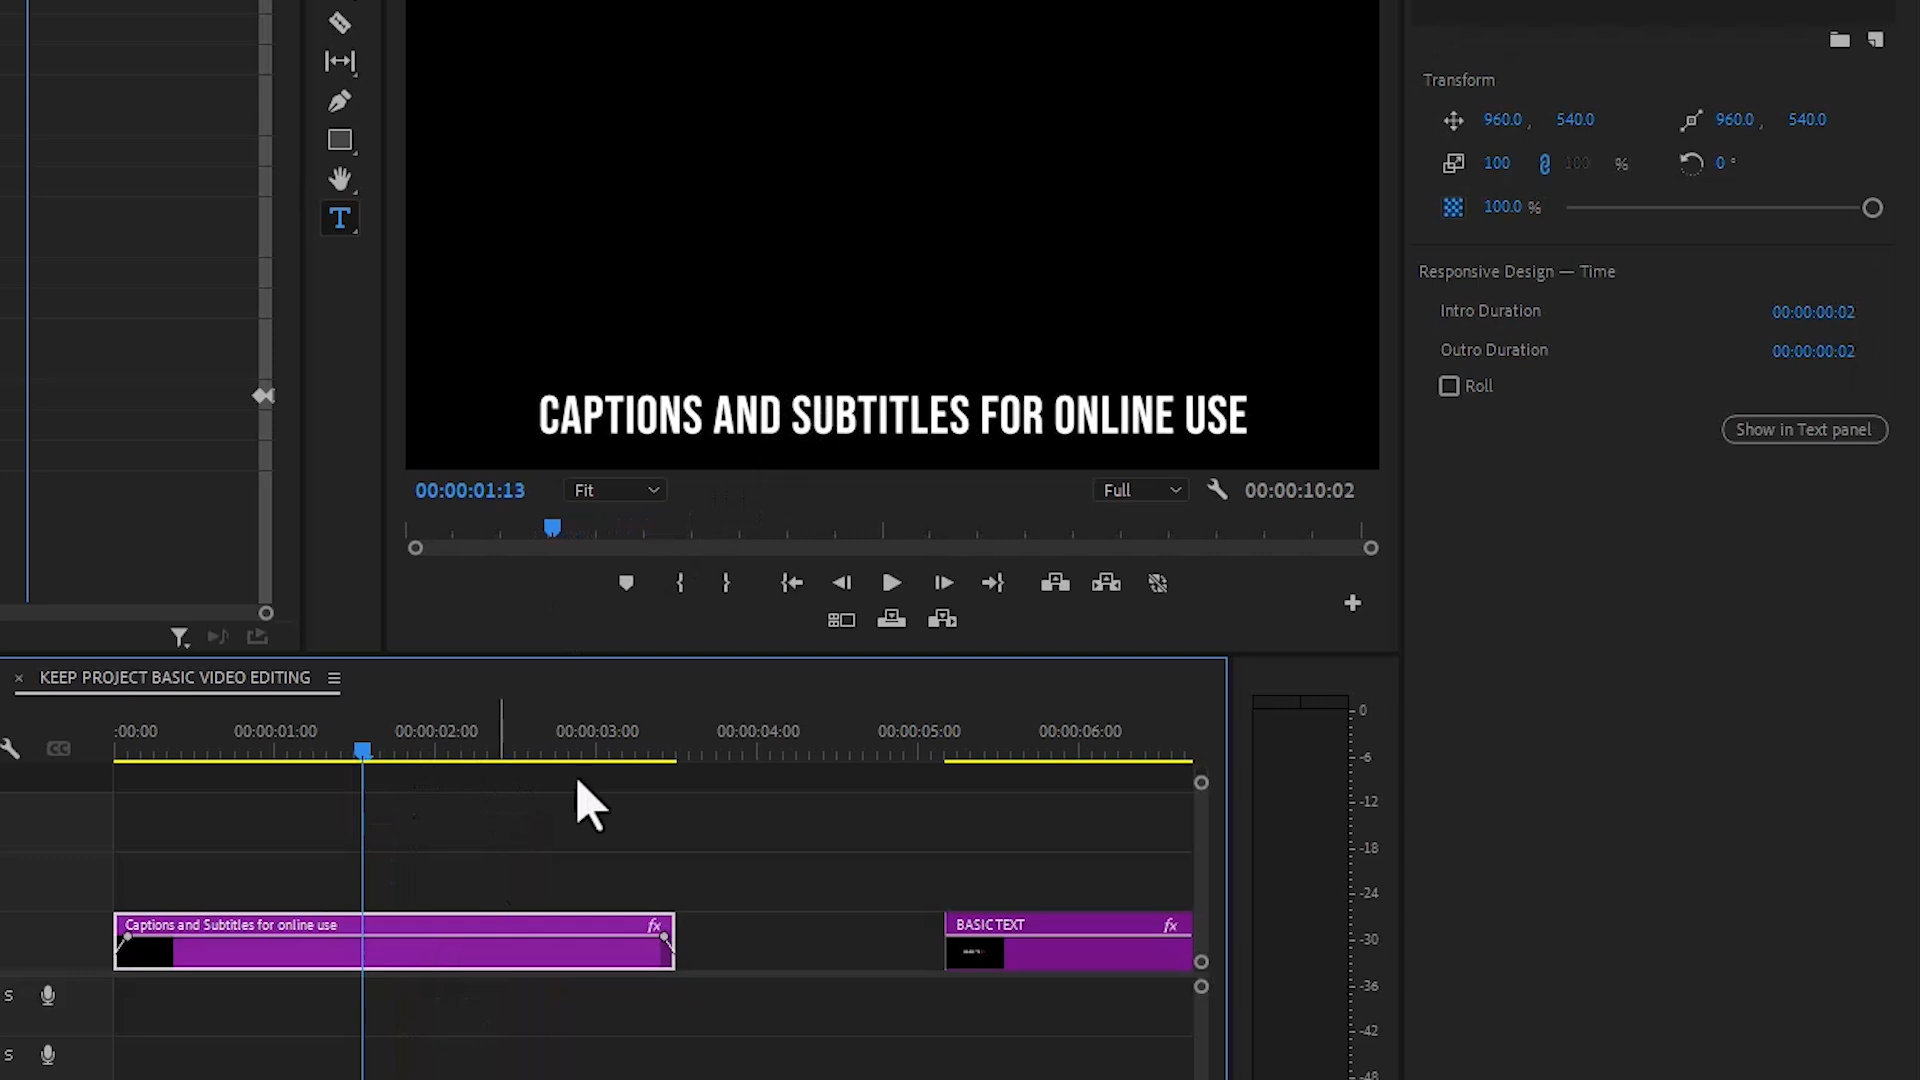 Transform
960.0 , 540.0 960.0 , 540.0
100 100 % 0 °
100.0 %
Responsive Design — Time
Intro Duration 00:00:00:02
Outro Duration 00:00:00:02
Roll
Show in Text panel
T
CAPTIONS AND SUBTITLES FOR ONLINE USE
00:00:01:13 Fit Full 00:00:10:02
× KEEP PROJECT BASIC VIDEO EDITING
:00:00 00:00:01:00 00:00:02:00 00:00:03:00 00:00:04:00 00:00:05:00 00:00:06:00
CC
Captions and Subtitles for online use fx BASIC TEXT fx
S
S
0
-6
-12
-18
-24
-30
-36
-42
-48